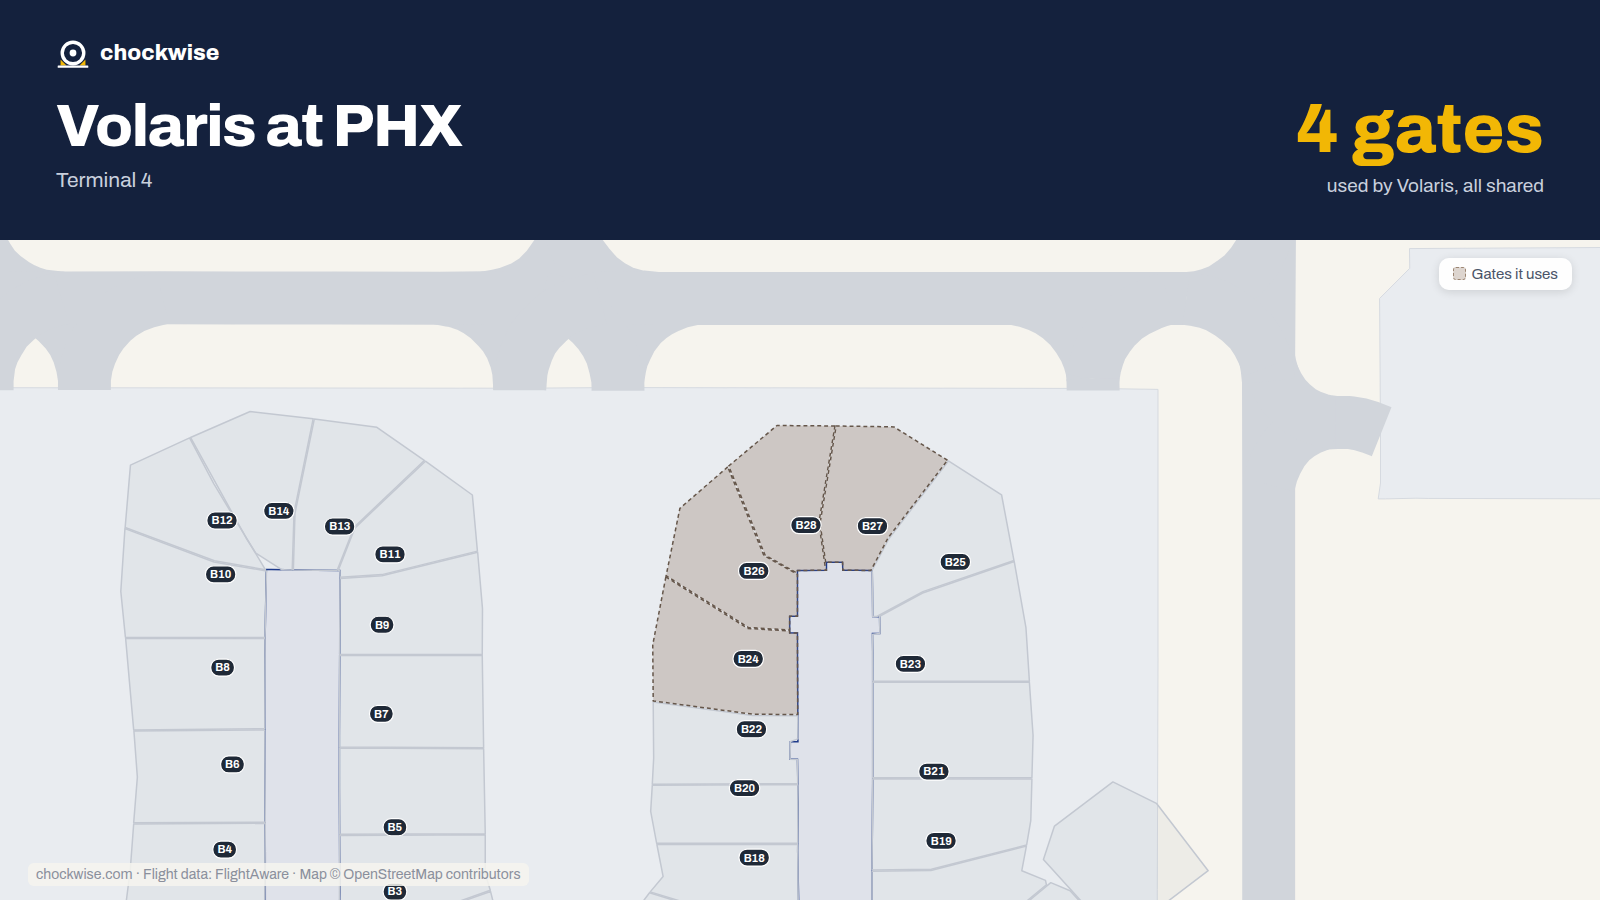 chockwise
Volaris at PHX
Terminal 4
4 gates
used by Volaris, all shared
Gates it uses
B12
B14
B13
B11
B10
B9
B8
B7
B6
B5
B4
B3
B28
B27
B26
B25
B24
B23
B22
B21
B20
B19
B18
chockwise.com · Flight data: FlightAware · Map © OpenStreetMap contributors